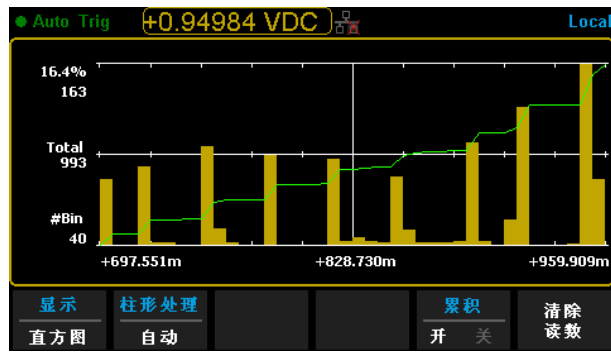 Auto Trig +0.94984 VDC Local
16.4%
163
Total
993
#Bin
40
+697.551m +828.730m +959.909m
显示 柱形处理 累积 清除
直方图 自动 开 关 读数